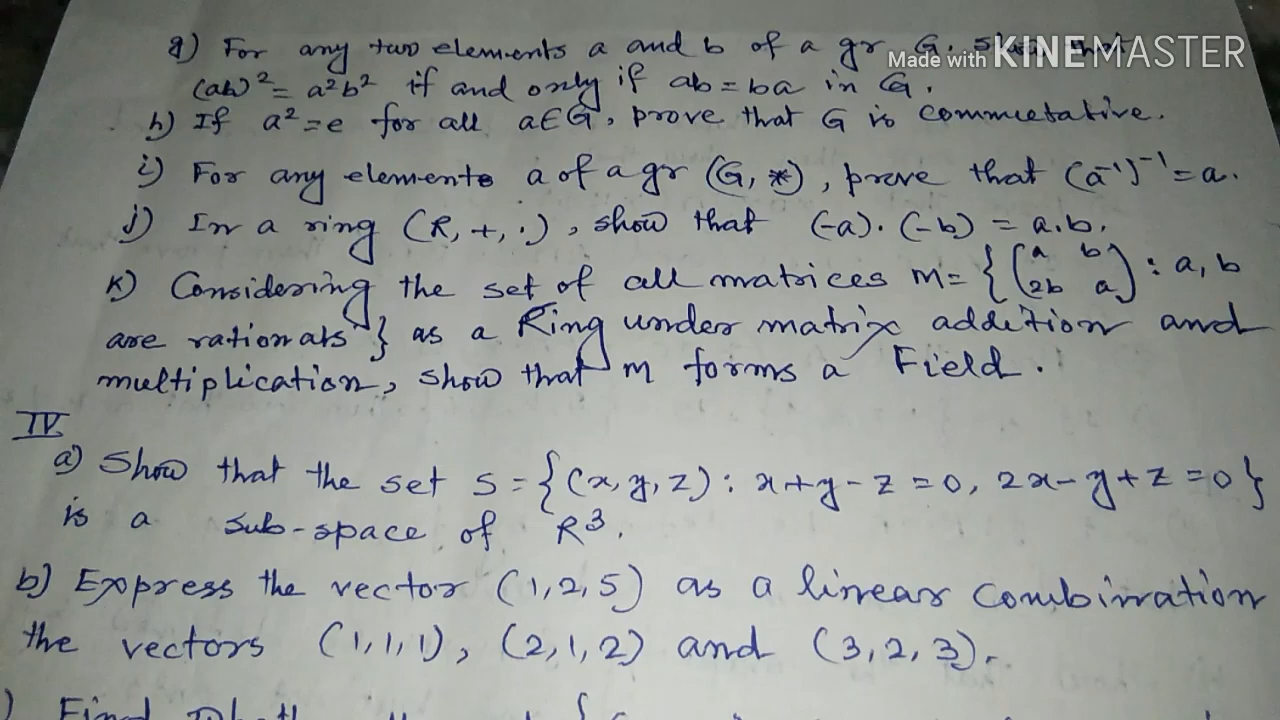 g) For any two elements a and b of a gr G.
Made with KINEMASTER
(ab)² = a²b² if and only if ab = ba in G.
h) If a² = e for all a∈G, prove that G is commutative.
i) For any elements a of a gr (G, *), prove that (a⁻¹)⁻¹ = a.
j) In a ring (R, +, ·), show that (-a)·(-b) = a.b.
K) Considering the set of all matrices M = { (a b; 2b a) : a, b
are rationals } as a Ring under matrix addition and
multiplication, show that M forms a Field.
IV
a) Show that the set S = {(x, y, z) : x+y-z = 0, 2x-y+z = 0}
is a sub-space of R³.
b) Express the vector (1,2,5) as a linear combination
the vectors (1,1,1), (2,1,2) and (3,2,3).
) Find